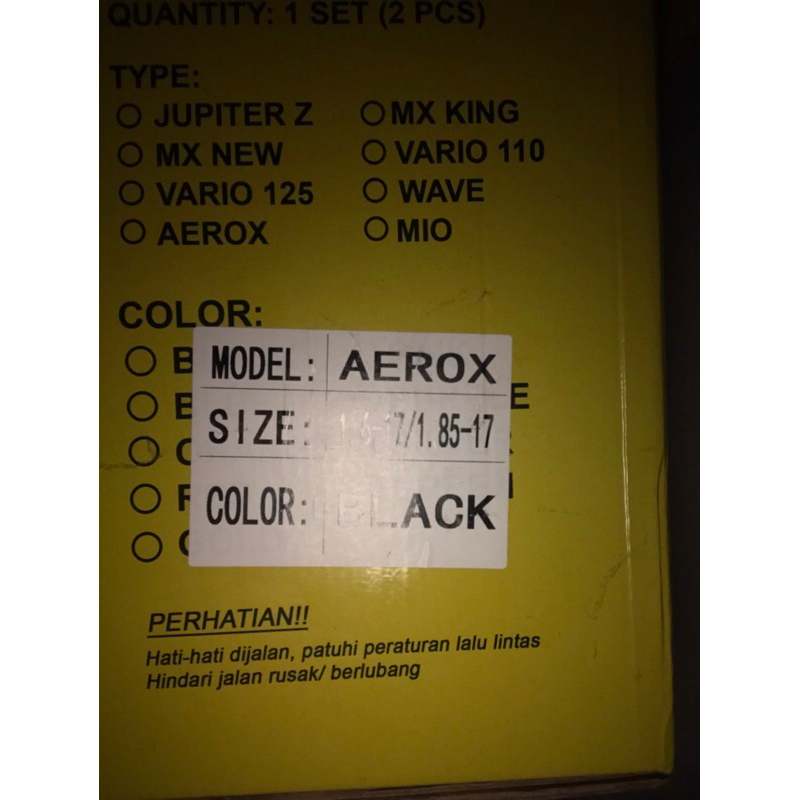 QUANTITY: 1 SET (2 PCS)
TYPE:
JUPITER Z
MX KING
MX NEW
VARIO 110
VARIO 125
WAVE
AEROX
MIO
COLOR:
MODEL: AEROX
SIZE: 1.85-17
COLOR: BLACK
PERHATIAN!!
Hati-hati dijalan, patuhi peraturan lalu lintas
Hindari jalan rusak/ berlubang